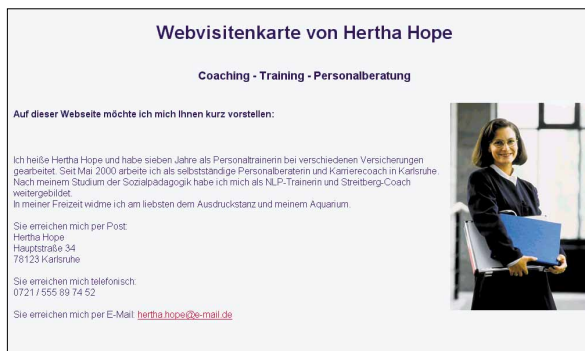 Webvisitenkarte von Hertha Hope
Coaching - Training - Personalberatung
Auf dieser Webseite möchte ich mich Ihnen kurz vorstellen:
Ich heiße Hertha Hope und habe sieben Jahre als Personaltrainerin bei verschiedenen Versicherungen
gearbeitet. Seit Mai 2000 arbeite ich als selbstständige Personalberaterin und Karrierecoach in Karlsruhe.
Nach meinem Studium der Sozialpädagogik habe ich mich als NLP-Trainerin und Streitberg-Coach
weitergebildet.
In meiner Freizeit widme ich am liebsten dem Ausdruckstanz und meinem Aquarium.
Sie erreichen mich per Post:
Hertha Hope
Hauptstraße 34
78123 Karlsruhe
Sie erreichen mich telefonisch:
0721 / 555 89 74 52
Sie erreichen mich per E-Mail: hertha.hope@e-mail.de